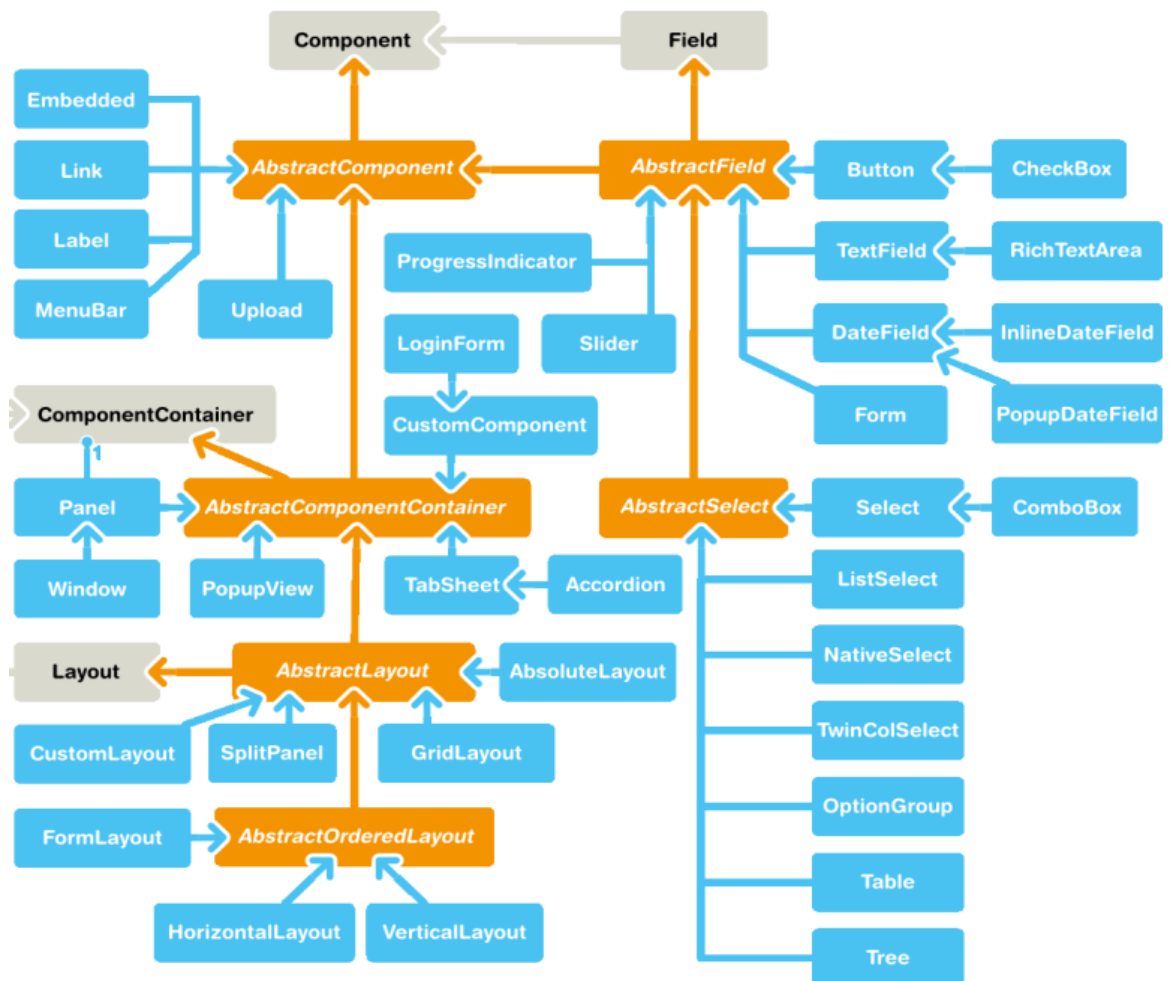 Component
Field
Embedded
AbstractComponent
AbstractField
Button
CheckBox
Link
Label
ProgressIndicator
TextField
RichTextArea
MenuBar
Upload
LoginForm
Slider
DateField
InlineDateField
ComponentContainer
CustomComponent
Form
PopupDateField
1
Panel
AbstractComponentContainer
AbstractSelect
Select
ComboBox
Window
PopupView
TabSheet
Accordion
ListSelect
Layout
AbstractLayout
AbsoluteLayout
NativeSelect
CustomLayout
SplitPanel
GridLayout
TwinColSelect
OptionGroup
FormLayout
AbstractOrderedLayout
Table
HorizontalLayout
VerticalLayout
Tree